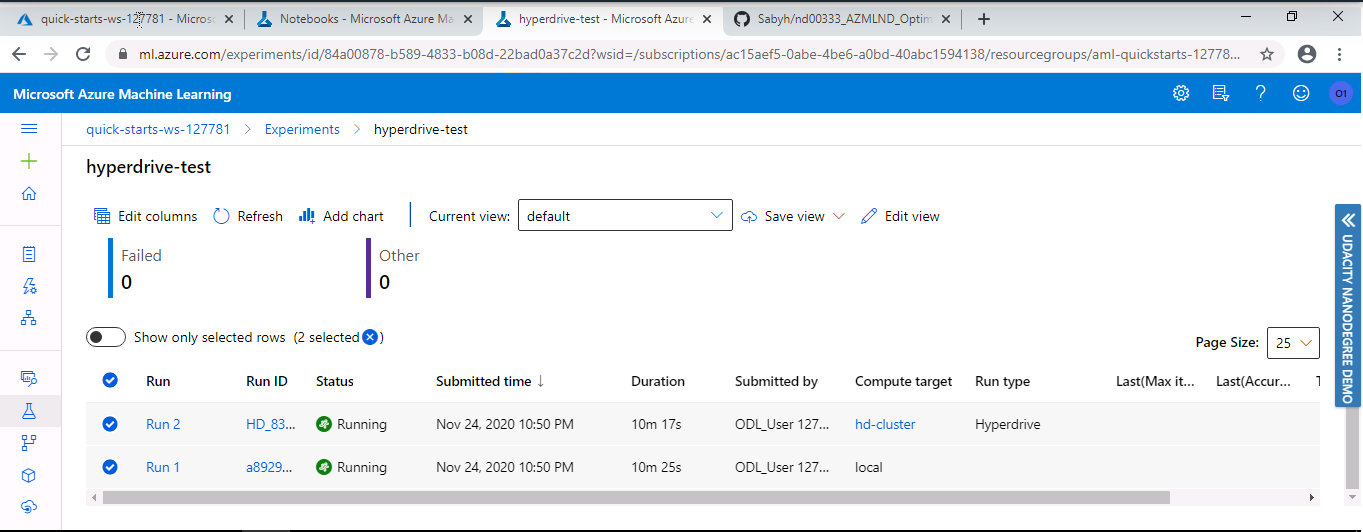 quick-starts-ws-127781 - Micros
Notebooks - Microsoft Azure Ma
hyperdrive-test - Microsoft Azure
Sabyh/nd00333_AZMLND_Optim
ml.azure.com/experiments/id/84a00878-b589-4833-b08d-22bad0a37c2d?wsid=/subscriptions/ac15aef5-0abe-4be6-a0bd-40abc1594138/resourcegroups/aml-quickstarts-12778...
Microsoft Azure Machine Learning
O1
quick-starts-ws-127781 > Experiments > hyperdrive-test
hyperdrive-test
Edit columns Refresh Add chart Current view: default Save view Edit view
Failed Other
0 0
Show only selected rows (2 selected )
Page Size: 25
Run Run ID Status Submitted time ↓ Duration Submitted by Compute target Run type Last(Max it... Last(Accur... T
Run 2 HD_83... Running Nov 24, 2020 10:50 PM 10m 17s ODL_User 127... hd-cluster Hyperdrive
Run 1 a8929... Running Nov 24, 2020 10:50 PM 10m 25s ODL_User 127... local
UDACITY NANODEGREE DEMO